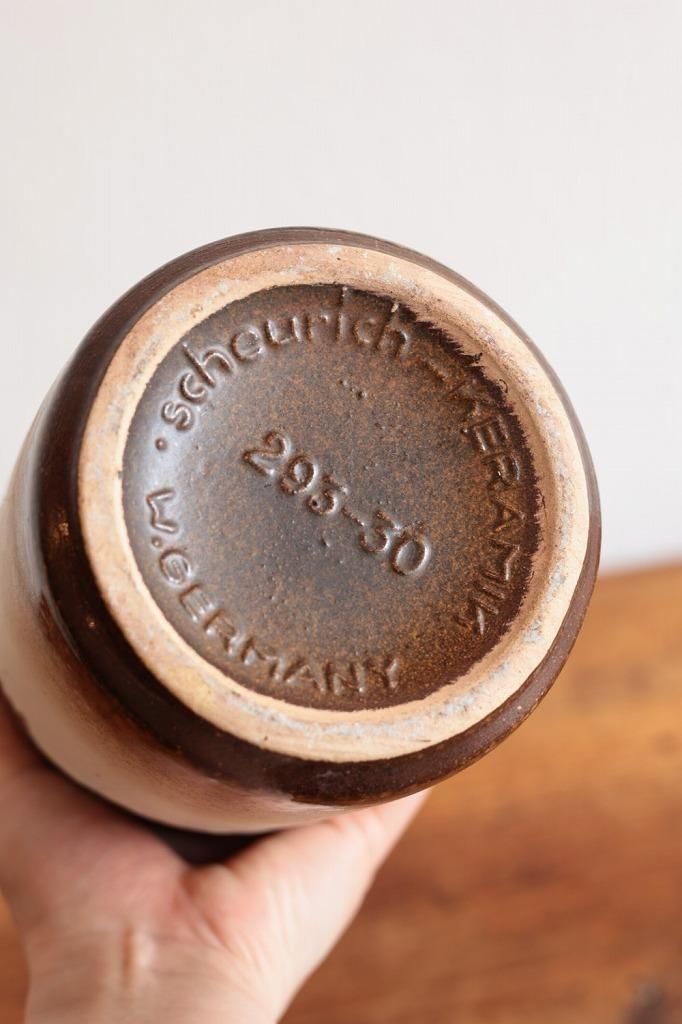 · scheurich-KERAMIK
293-30
W. GERMANY